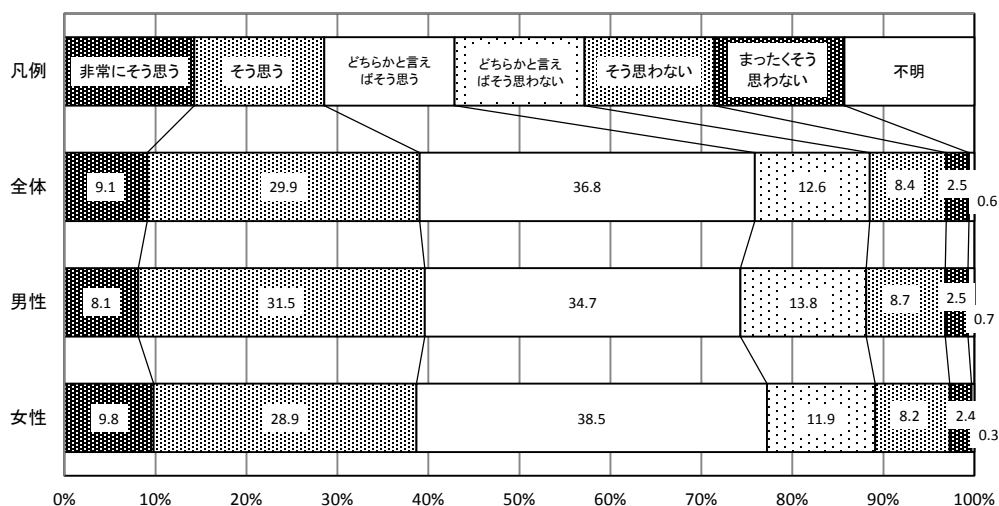 凡例
非常にそう思う
そう思う
どちらかと言え
ばそう思う
どちらかと言え
ばそう思わない
そう思わない
まったくそう
思わない
不明
全体
9.1
29.9
36.8
12.6
8.4
2.5
0.6
男性
8.1
31.5
34.7
13.8
8.7
2.5
0.7
女性
9.8
28.9
38.5
11.9
8.2
2.4
0.3
0%
10%
20%
30%
40%
50%
60%
70%
80%
90%
100%